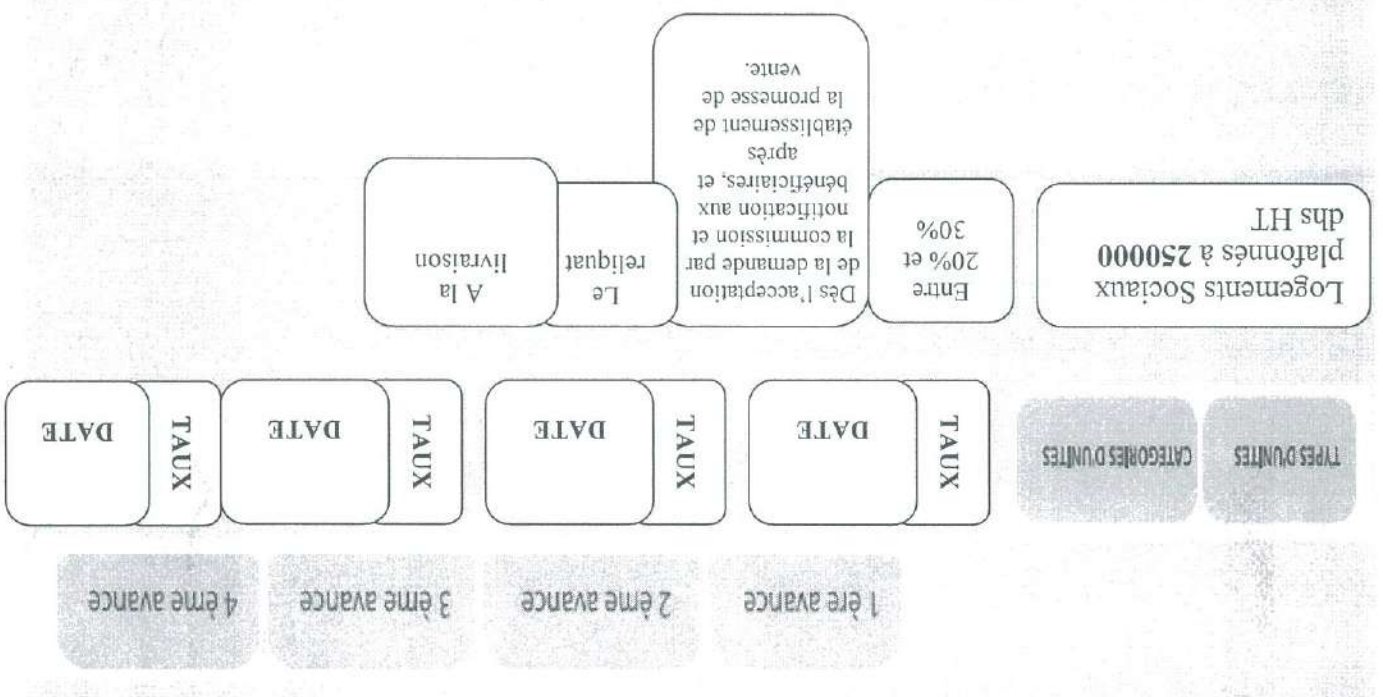 1 ère avance
2 ème avance
3 ème avance
4 ème avance
TYPES D'UNITES
CATEGORIES D'UNITES
TAUX
DATE
TAUX
DATE
TAUX
DATE
TAUX
DATE
Logements Sociaux
plafonnés à 250000
dhs HT
Entre
20% et
30%
Dès l'acceptation
de la demande par
la commission et
notification aux
bénéficiaires, et
après
établissement de
la promesse de
vente.
Le
reliquat
A la
livraison